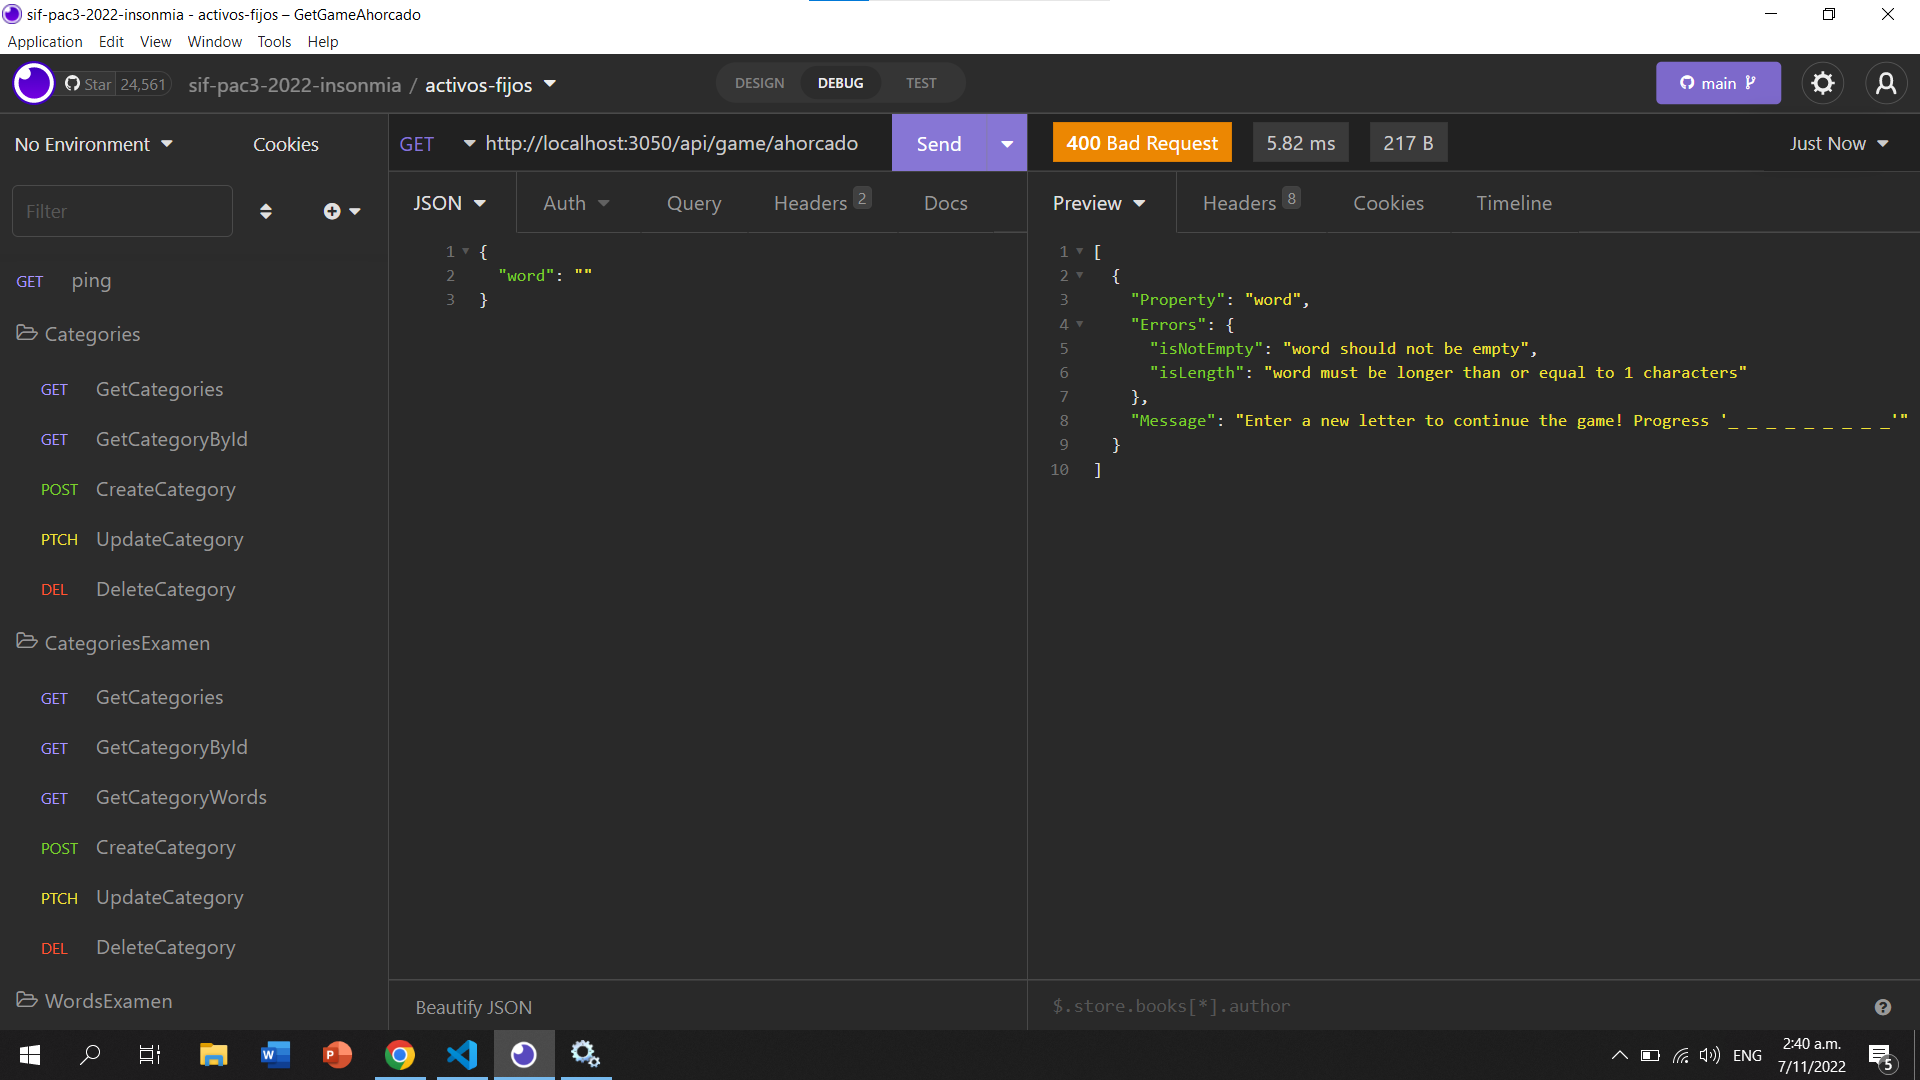 sif-pac3-2022-insonmia - activos-fijos – GetGameAhorcado
Application Edit View Window Tools Help
Star 24,561 sif-pac3-2022-insonmia / activos-fijos DESIGN DEBUG TEST main
No Environment Cookies
Filter
GET ping
Categories
GET GetCategories
GET GetCategoryById
POST CreateCategory
PTCH UpdateCategory
DEL DeleteCategory
CategoriesExamen
GET GetCategories
GET GetCategoryById
GET GetCategoryWords
POST CreateCategory
PTCH UpdateCategory
DEL DeleteCategory
WordsExamen
GET http://localhost:3050/api/game/ahorcado Send
JSON Auth Query Headers 2 Docs
1 {
2 "word": ""
3 }
Beautify JSON
400 Bad Request 5.82 ms 217 B Just Now
Preview Headers 8 Cookies Timeline
1 [
2 {
3 "Property": "word",
4 "Errors": {
5 "isNotEmpty": "word should not be empty",
6 "isLength": "word must be longer than or equal to 1 characters"
7 },
8 "Message": "Enter a new letter to continue the game! Progress '_ _ _ _ _ _ _ _ _'"
9 }
10 ]
$.store.books[*].author
ENG
2:40 a.m.
7/11/2022
5